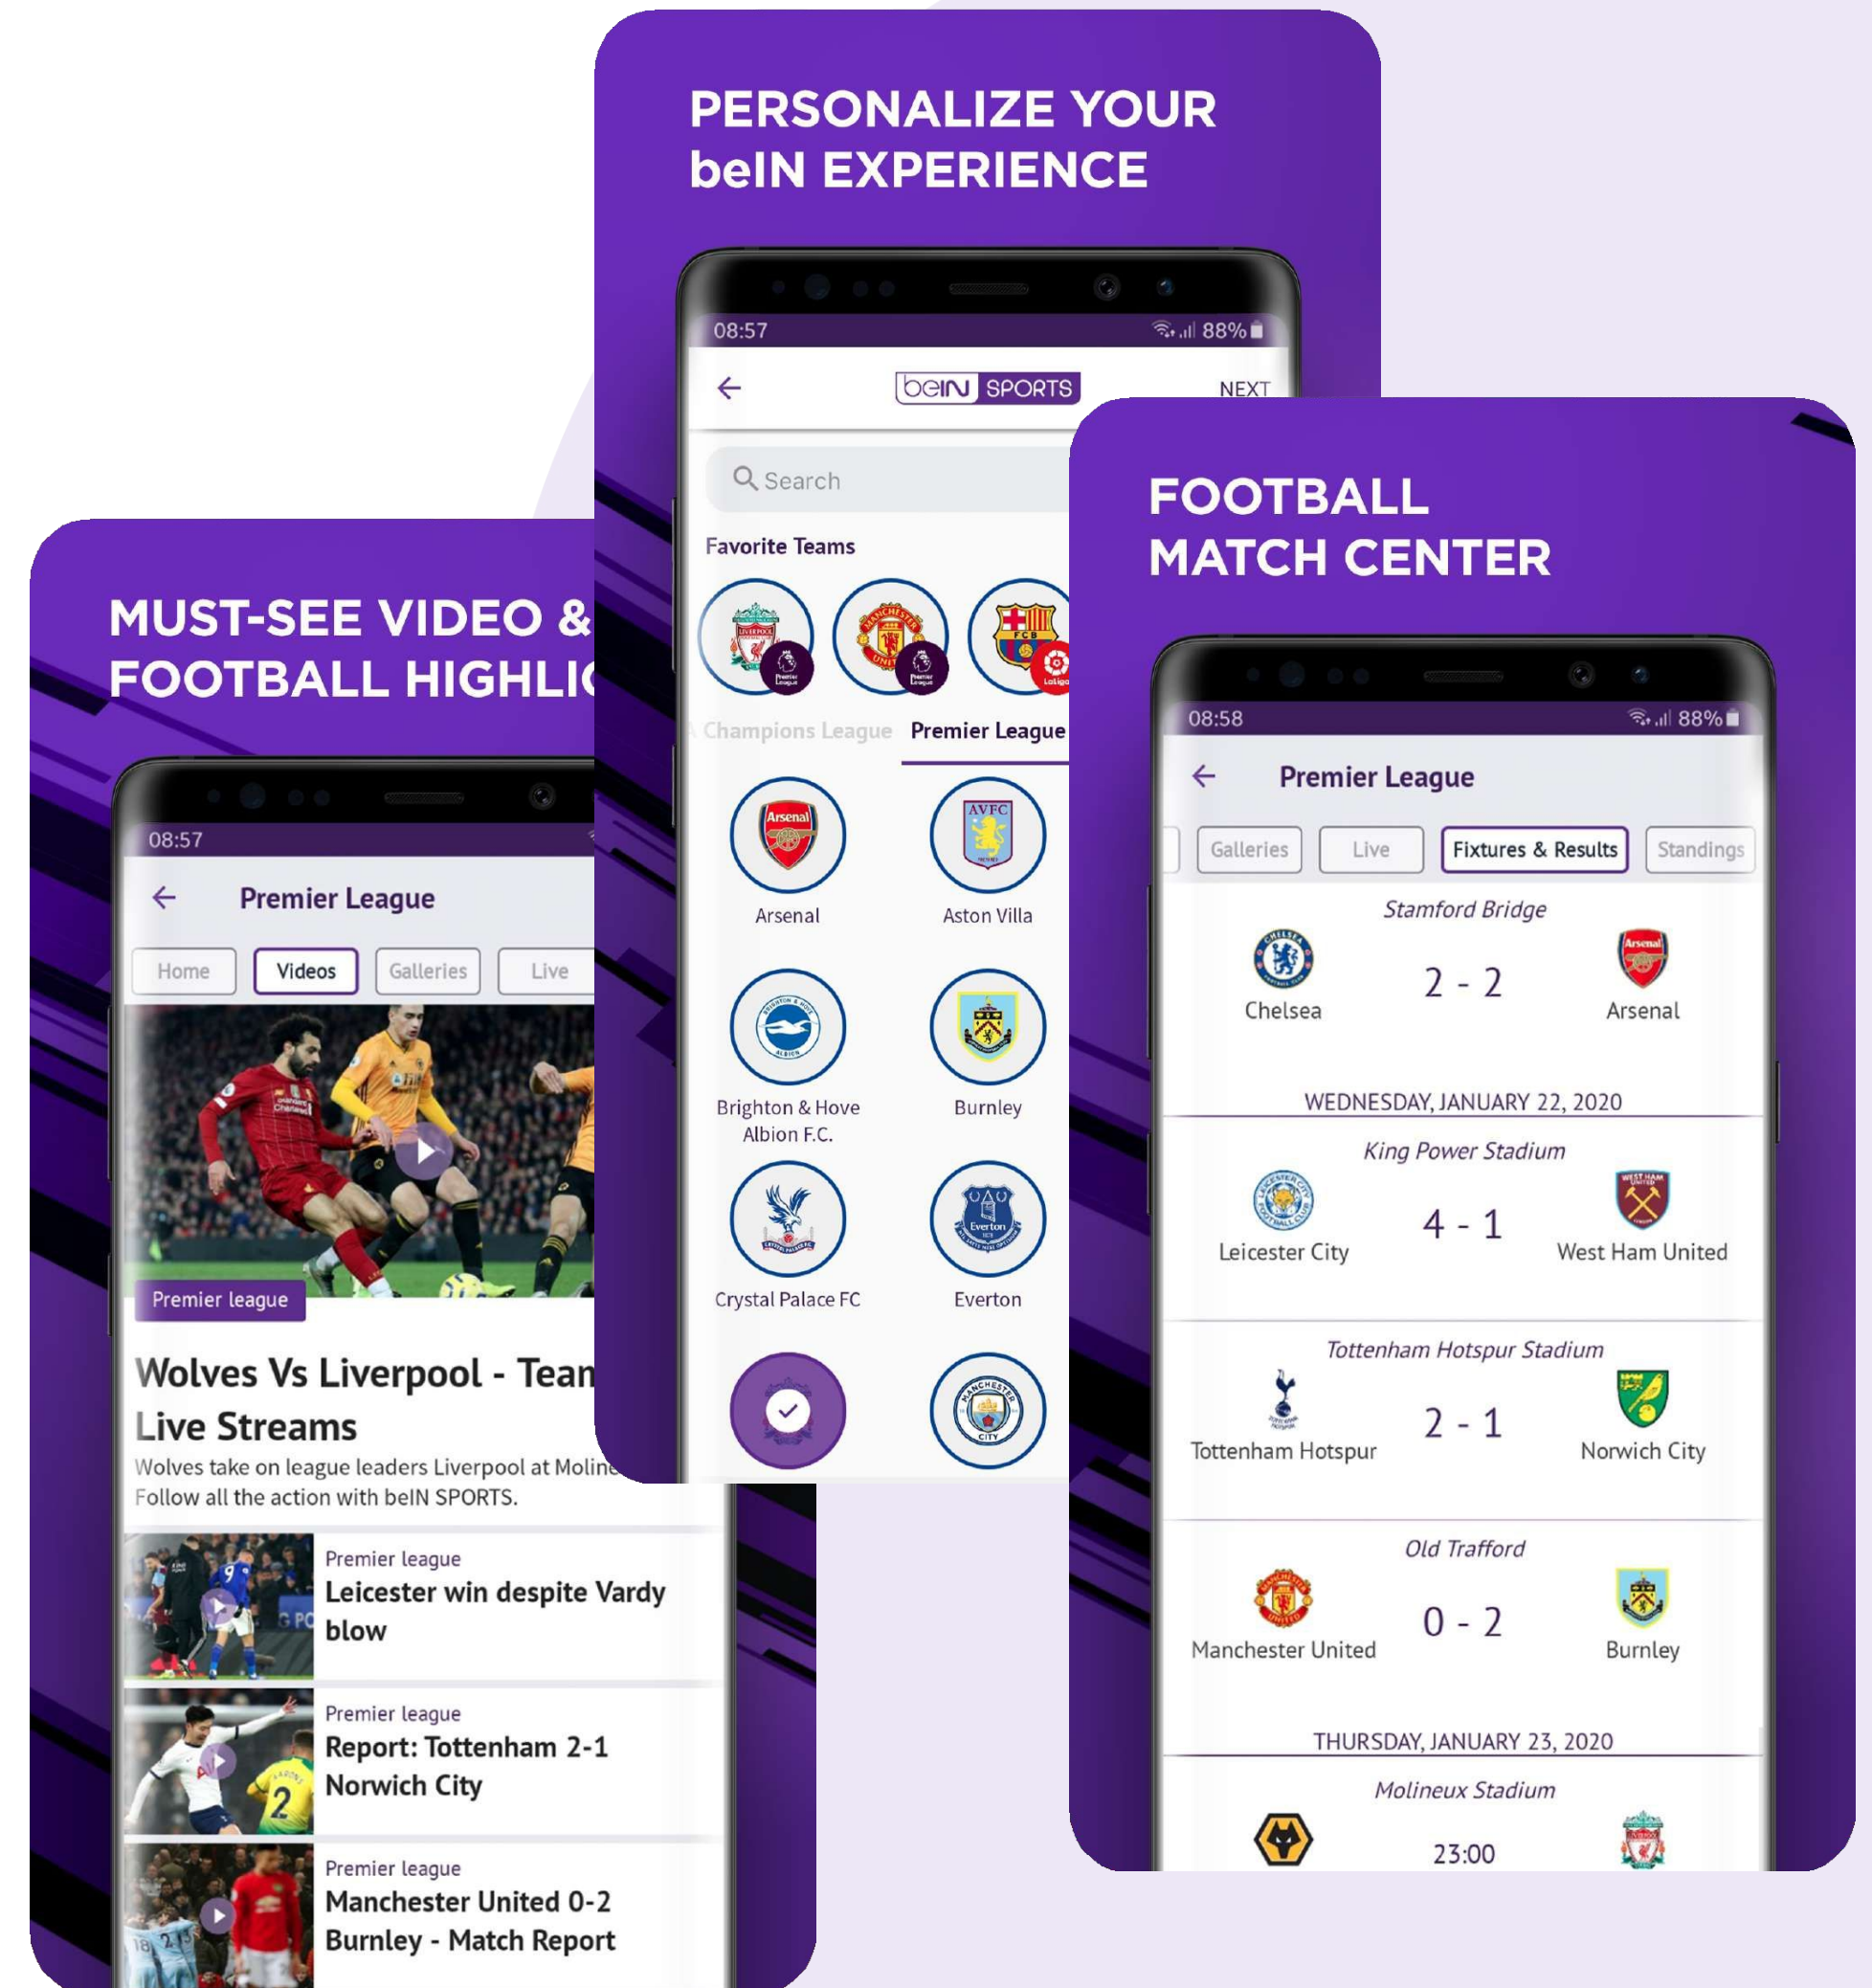 PERSONALIZE YOUR
beIN EXPERIENCE
08:57
88%
beIN SPORTS
NEXT
Search
Favorite Teams
A Champions League
Premier League
Arsenal
Aston Villa
Brighton & Hove
Albion F.C.
Burnley
Crystal Palace FC
Everton
MUST-SEE VIDEO &
FOOTBALL
08:57
Premier League
Home
Videos
Galleries
Live
Premier league
Wolves Vs Liverpool -
Live Streams
Wolves take on league leaders Liverpool at
Follow all the action with beIN SPORTS.
Premier league
Leicester win despite Vardy
blow
Premier league
Report: Tottenham 2-1
Norwich City
Premier league
Manchester United 0-2
Burnley - Match Report
FOOTBALL
MATCH CENTER
08:58
88%
Premier League
Galleries
Live
Fixtures & Results
Standings
Stamford Bridge
2 - 2
Chelsea
Arsenal
WEDNESDAY, JANUARY 22, 2020
King Power Stadium
4 - 1
Leicester City
West Ham United
Tottenham Hotspur Stadium
2 - 1
Tottenham Hotspur
Norwich City
Old Trafford
0 - 2
Manchester United
Burnley
THURSDAY, JANUARY 23, 2020
Molineux Stadium
23:00